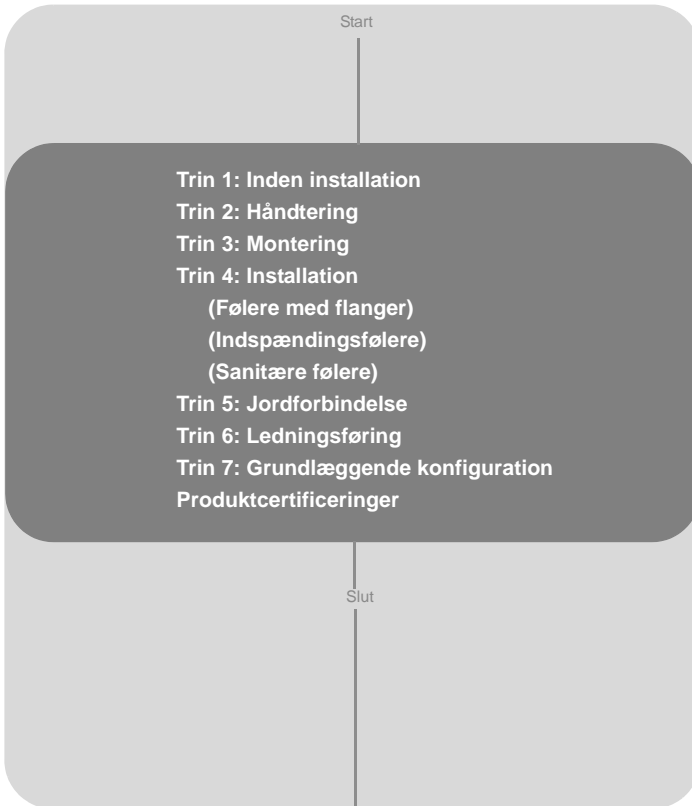 Start
Trin 1: Inden installation
Trin 2: Håndtering
Trin 3: Montering
Trin 4: Installation
(Følere med flanger)
(Indspændingsfølere)
(Sanitære følere)
Trin 5: Jordforbindelse
Trin 6: Ledningsføring
Trin 7: Grundlæggende konfiguration
Produktcertificeringer
Slut